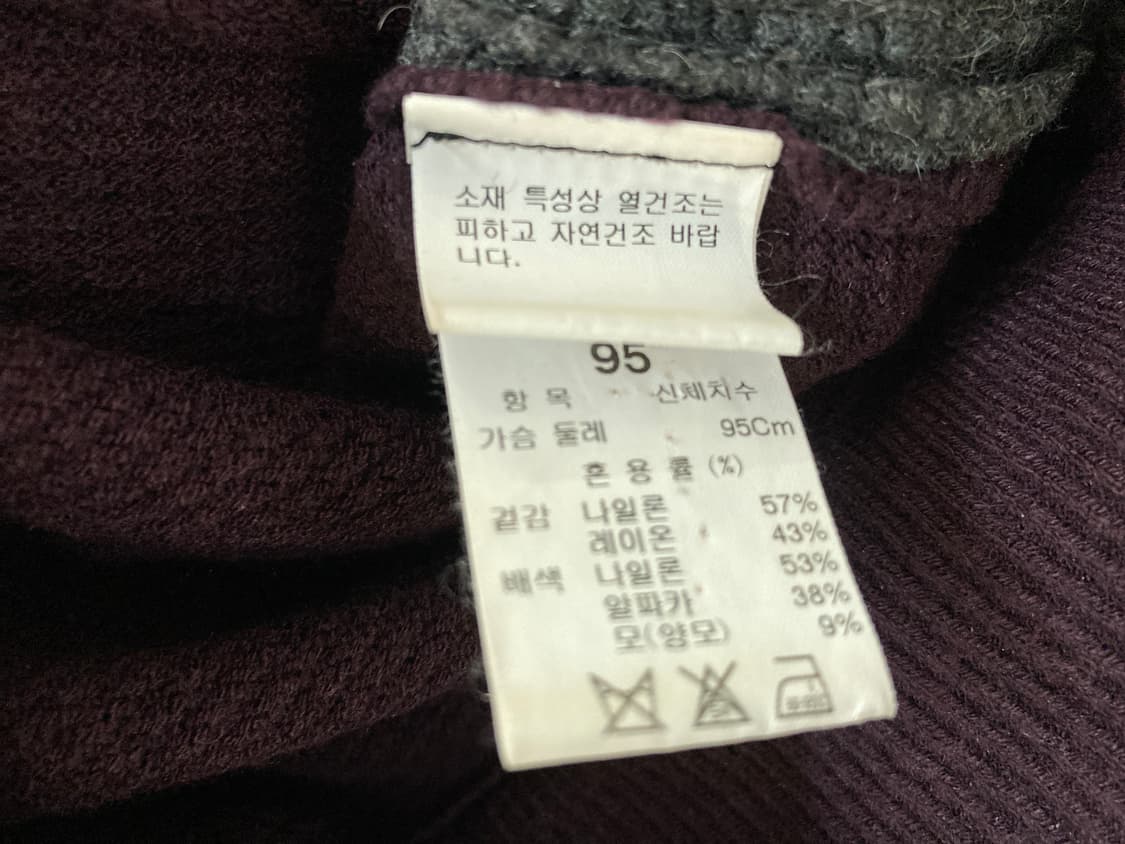 소재 특성상 열건조는
피하고 자연건조 바랍
니다.
95
항 목 신체치수
가슴 둘레 95Cm
혼 용 률 (%)
겉감 나일론 57%
레이온 43%
배색 나일론 53%
알파카 38%
모(양모) 9%